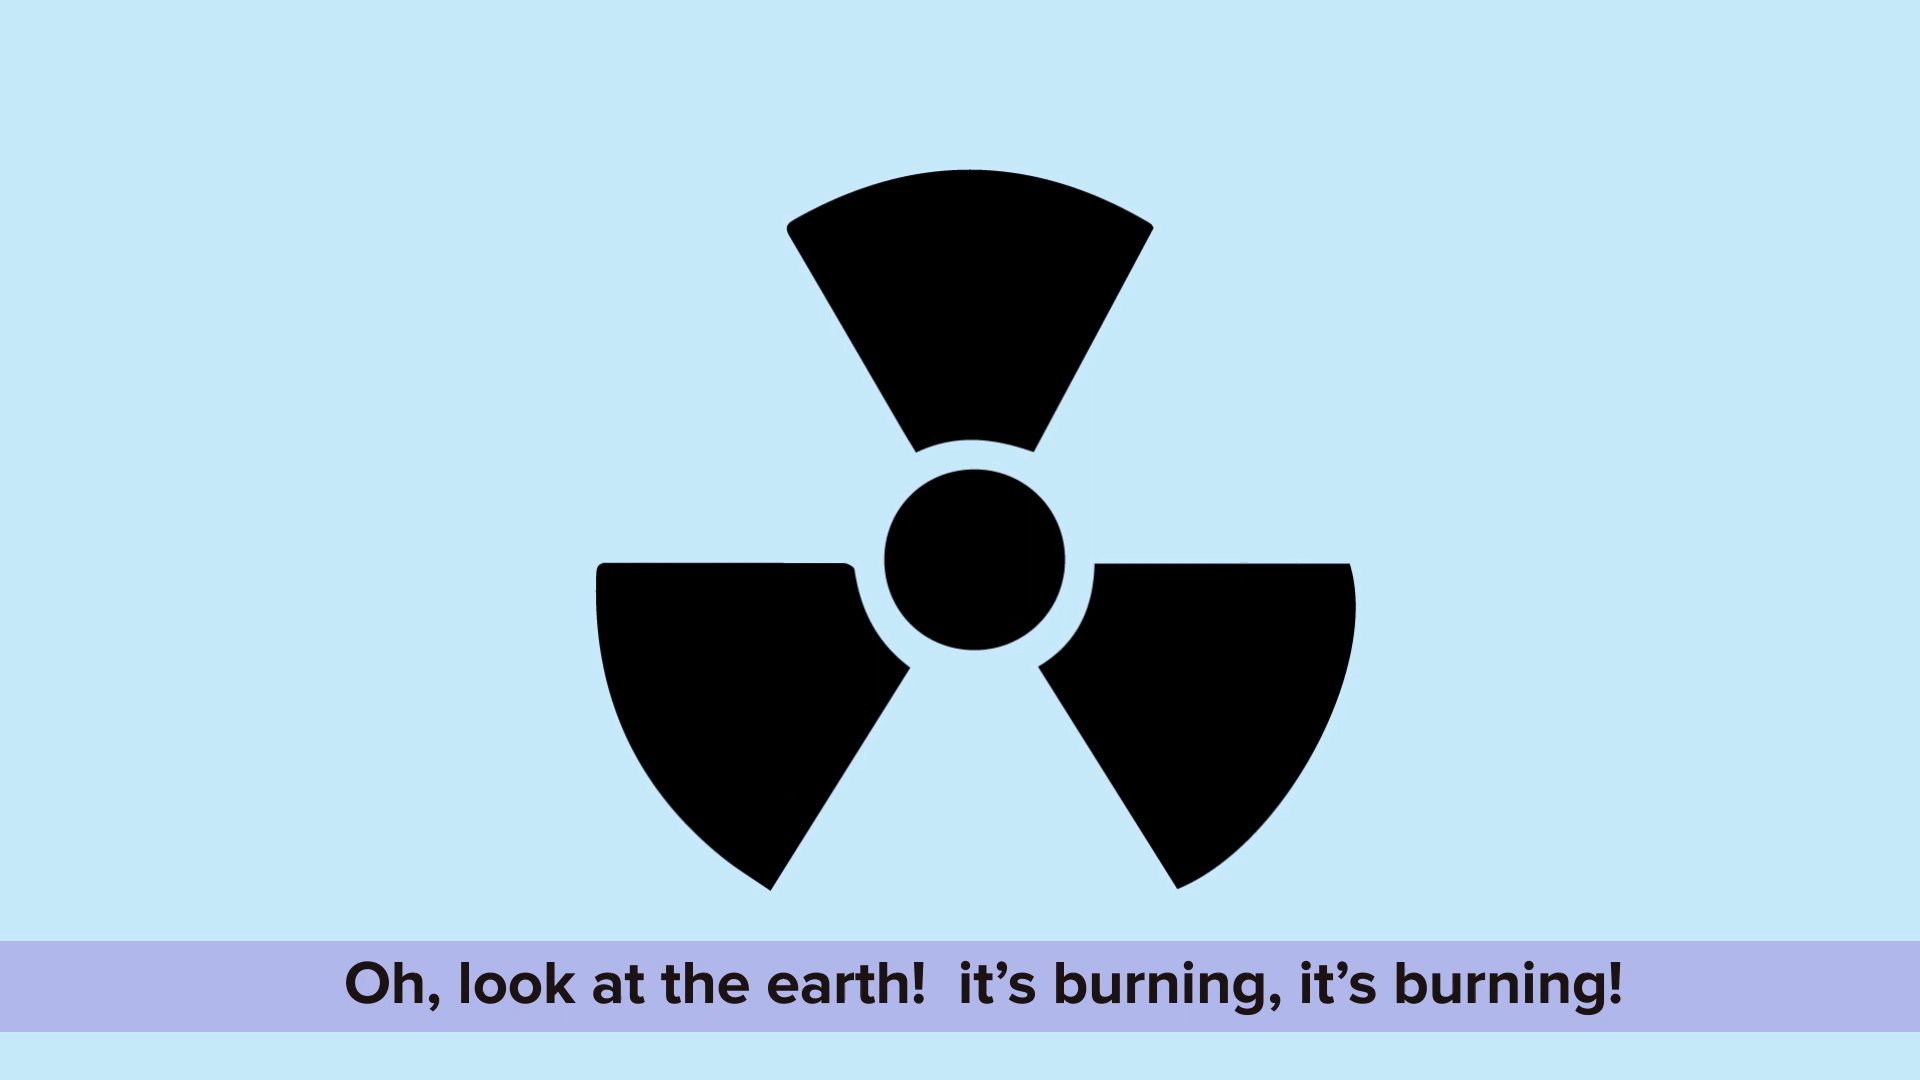 Oh, look at the earth!  it’s burning, it’s burning!